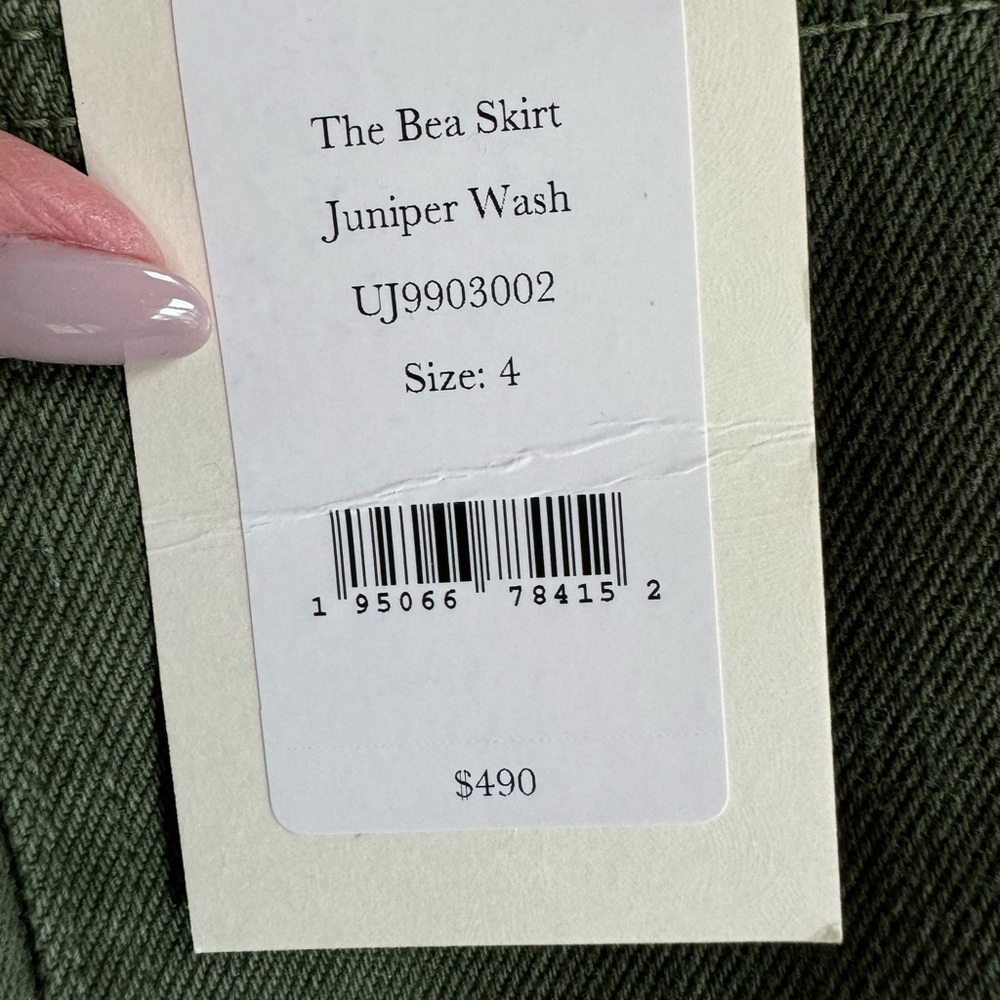 The Bea Skirt
Juniper Wash
UJ9903002
Size: 4
1 95066 78415 2
$490